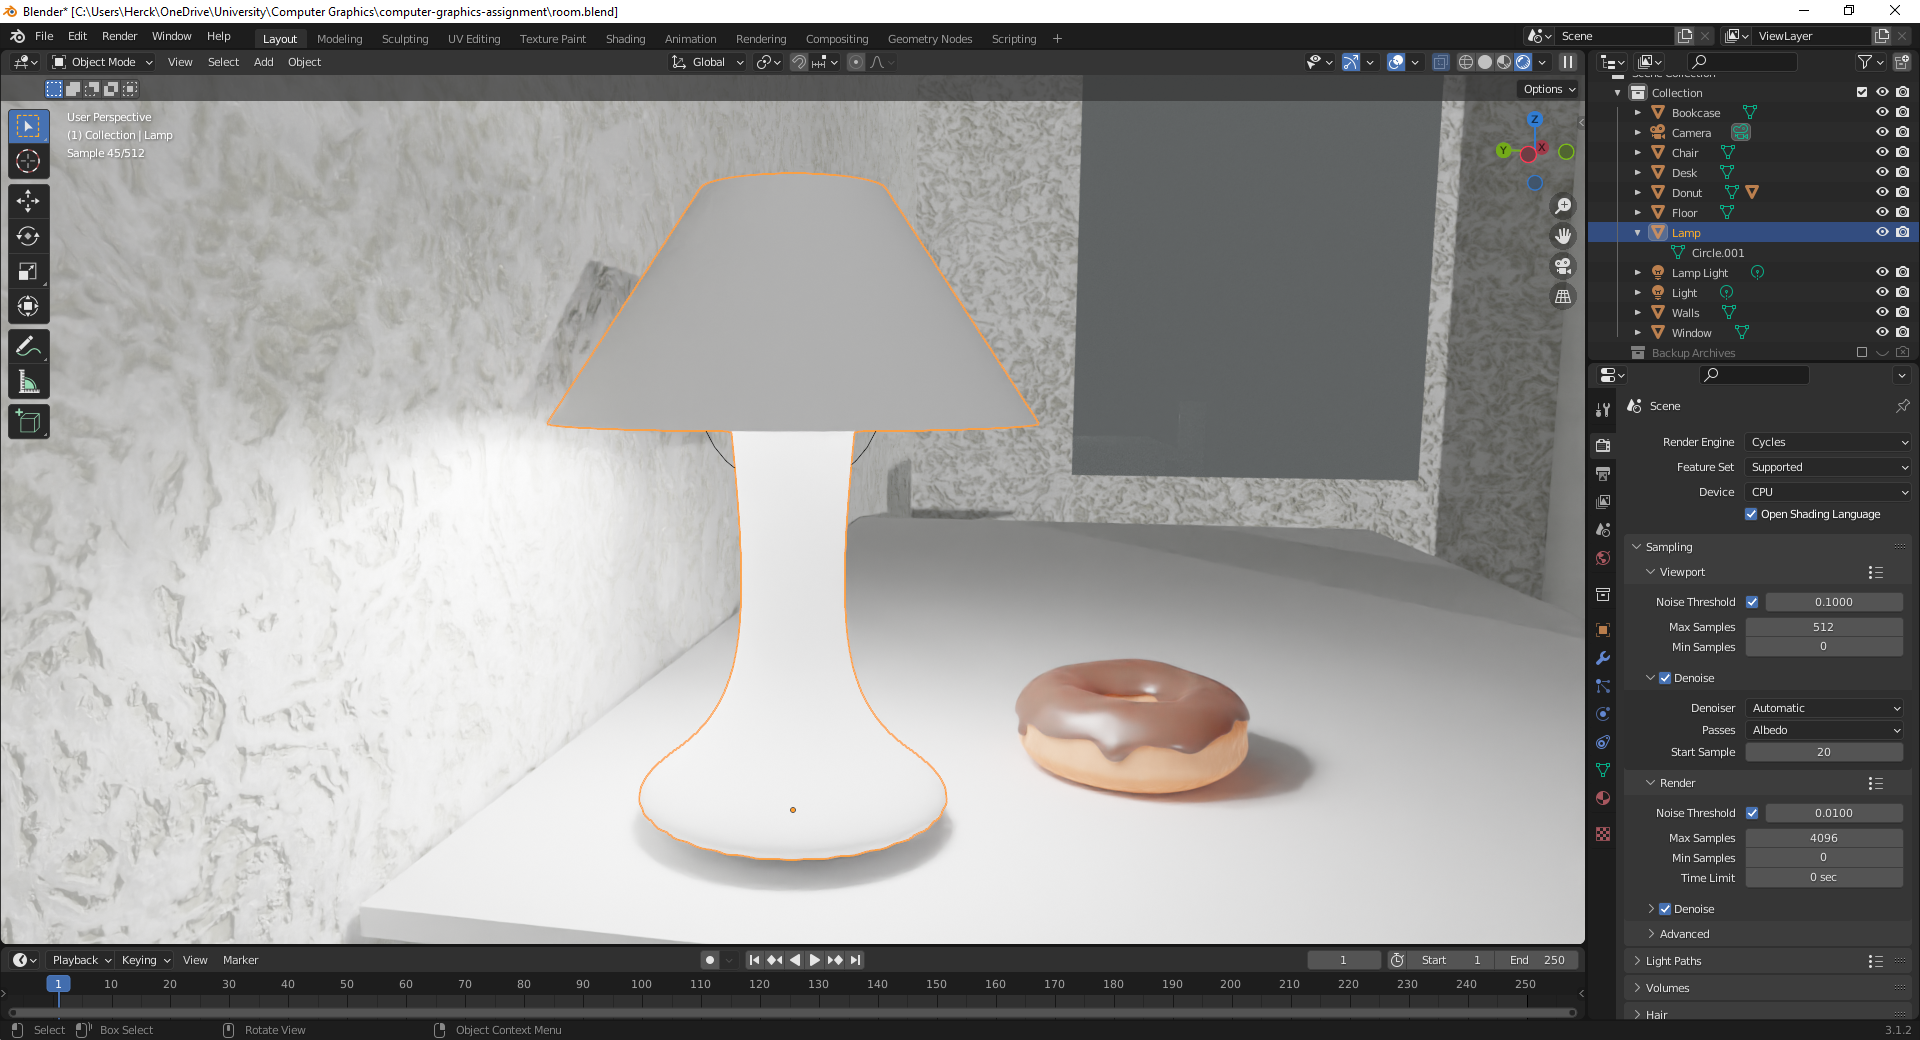 Blender* [C:\Users\Herck\OneDrive\University\Computer Graphics\computer-graphics-assignment\room.blend]
File Edit Render Window Help Layout Modeling Sculpting UV Editing Texture Paint Shading Animation Rendering Compositing Geometry Nodes Scripting + Scene ViewLayer
Object Mode View Select Add Object Global
Options
User Perspective
(1) Collection | Lamp
Sample 45/512
Z
Y X
Scene Collection
Collection
Bookcase
Camera
Chair
Desk
Donut
Floor
Lamp
Circle.001
Lamp Light
Light
Walls
Window
Backup Archives
Scene
Render Engine Cycles
Feature Set Supported
Device CPU
Open Shading Language
Sampling
Viewport
Noise Threshold 0.1000
Max Samples 512
Min Samples 0
Denoise
Denoiser Automatic
Passes Albedo
Start Sample 20
Render
Noise Threshold 0.0100
Max Samples 4096
Min Samples 0
Time Limit 0 sec
Denoise
Advanced
Light Paths
Volumes
Hair
Playback Keying View Marker 1 Start 1 End 250
1 10 20 30 40 50 60 70 80 90 100 110 120 130 140 150 160 170 180 190 200 210 220 230 240 250
Select Box Select Rotate View Object Context Menu 3.1.2